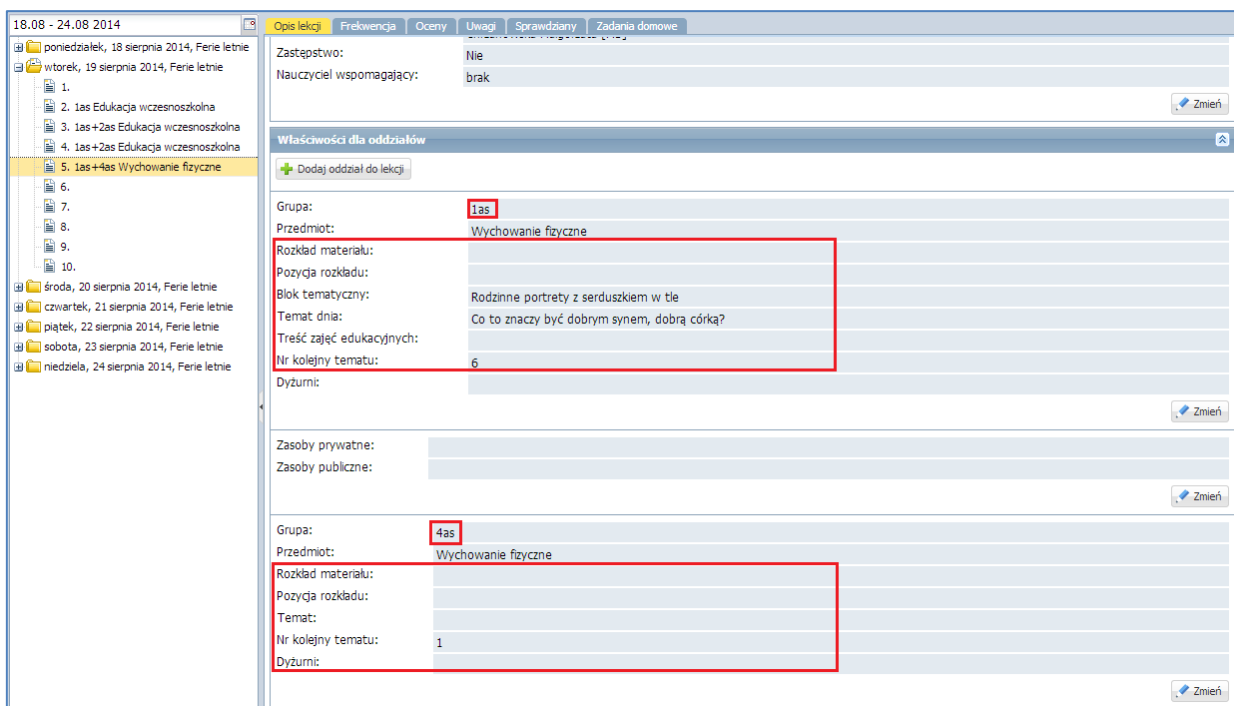 18.08 - 24.08 2014
poniedziałek, 18 sierpnia 2014, Ferie letnie
wtorek, 19 sierpnia 2014, Ferie letnie
1.
2. 1as Edukacja wczesnoszkolna
3. 1as+2as Edukacja wczesnoszkolna
4. 1as+2as Edukacja wczesnoszkolna
5. 1as+4as Wychowanie fizyczne
6.
7.
8.
9.
10.
środa, 20 sierpnia 2014, Ferie letnie
czwartek, 21 sierpnia 2014, Ferie letnie
piątek, 22 sierpnia 2014, Ferie letnie
sobota, 23 sierpnia 2014, Ferie letnie
niedziela, 24 sierpnia 2014, Ferie letnie
Opis lekcji Frekwencja Oceny Uwagi Sprawdziany Zadania domowe
Zastępstwo: Nie
Nauczyciel wspomagający: brak
Zmień
Właściwości dla oddziałów
Dodaj oddział do lekcji
Grupa: 1as
Przedmiot: Wychowanie fizyczne
Rozkład materiału:
Pozycja rozkładu:
Blok tematyczny: Rodzinne portrety z serduszkiem w tle
Temat dnia: Co to znaczy być dobrym synem, dobrą córką?
Treść zajęć edukacyjnych:
Nr kolejny tematu: 6
Dyżurni:
Zmień
Zasoby prywatne:
Zasoby publiczne:
Zmień
Grupa: 4as
Przedmiot: Wychowanie fizyczne
Rozkład materiału:
Pozycja rozkładu:
Temat:
Nr kolejny tematu: 1
Dyżurni:
Zmień